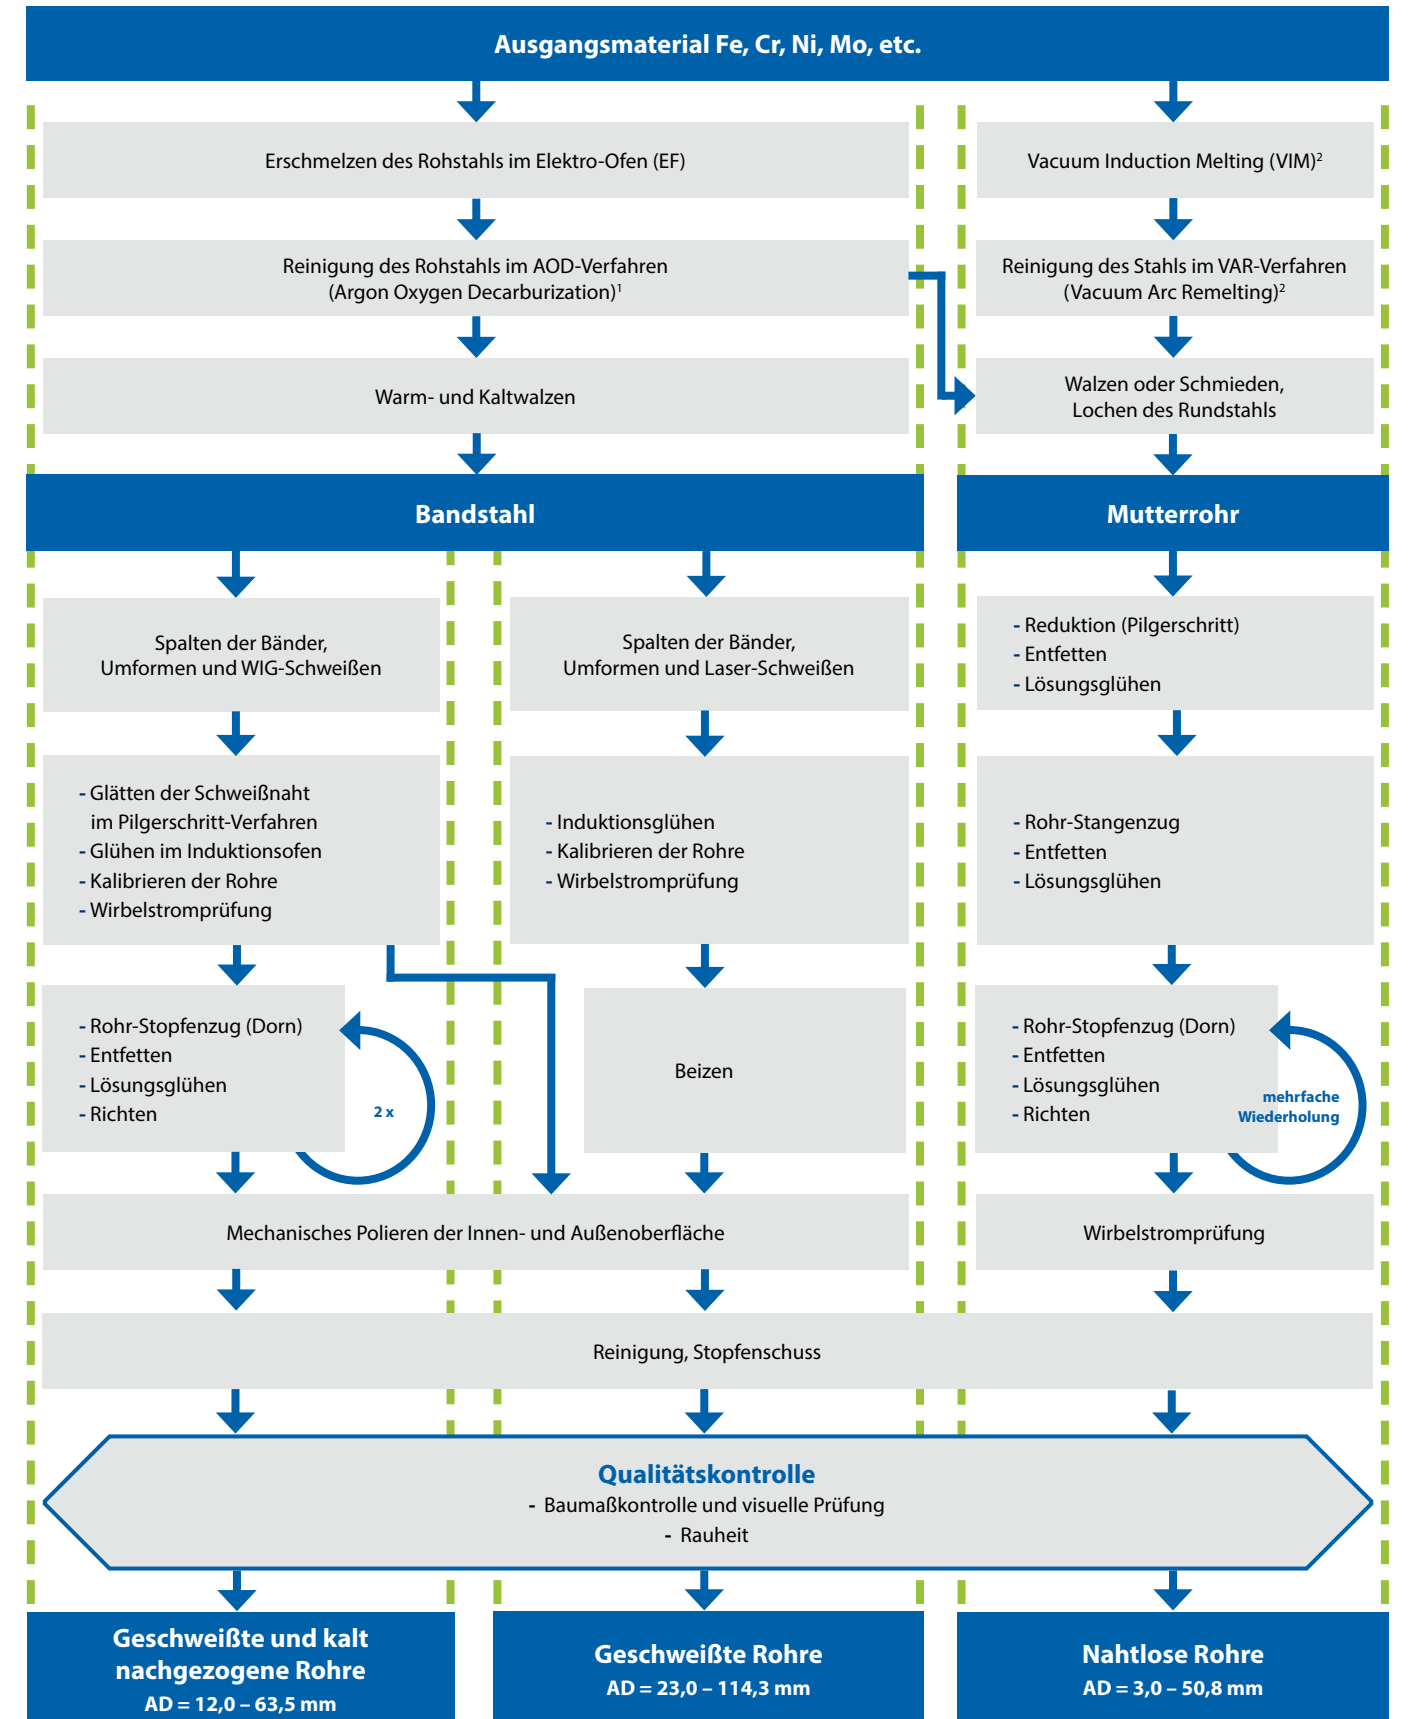 Ausgangsmaterial Fe, Cr, Ni, Mo, etc.
Erschmelzen des Rohstahls im Elektro-Ofen (EF)
Vacuum Induction Melting (VIM)²
Reinigung des Rohstahls im AOD-Verfahren
(Argon Oxygen Decarburization)¹
Reinigung des Stahls im VAR-Verfahren
(Vacuum Arc Remelting)²
Warm- und Kaltwalzen
Walzen oder Schmieden,
Lochen des Rundstahls
Bandstahl
Mutterrohr
Spalten der Bänder,
Umformen und WIG-Schweißen
Spalten der Bänder,
Umformen und Laser-Schweißen
- Reduktion (Pilgerschritt)
- Entfetten
- Lösungsglühen
- Glätten der Schweißnaht
im Pilgerschritt-Verfahren
- Glühen im Induktionsofen
- Kalibrieren der Rohre
- Wirbelstromprüfung
- Induktionsglühen
- Kalibrieren der Rohre
- Wirbelstromprüfung
- Rohr-Stangenzug
- Entfetten
- Lösungsglühen
- Rohr-Stopfenzug (Dorn)
- Entfetten
- Lösungsglühen
- Richten
2 x
Beizen
- Rohr-Stopfenzug (Dorn)
- Entfetten
- Lösungsglühen
- Richten
mehrfache
Wiederholung
Mechanisches Polieren der Innen- und Außenoberfläche
Wirbelstromprüfung
Reinigung, Stopfenschuss
Qualitätskontrolle
- Baumaßkontrolle und visuelle Prüfung
- Rauheit
Geschweißte und kalt
nachgezogene Rohre
AD = 12,0 – 63,5 mm
Geschweißte Rohre
AD = 23,0 – 114,3 mm
Nahtlose Rohre
AD = 3,0 – 50,8 mm